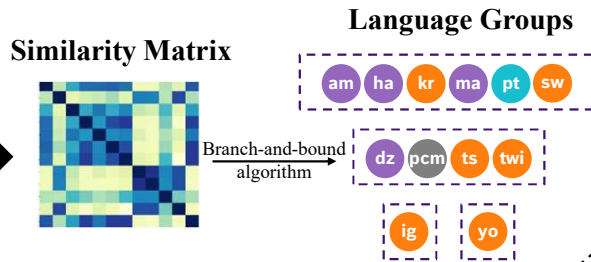 Language Groups
Similarity Matrix
am ha kr ma pt sw
Branch-and-bound
algorithm
dz pcm ts twi
ig yo